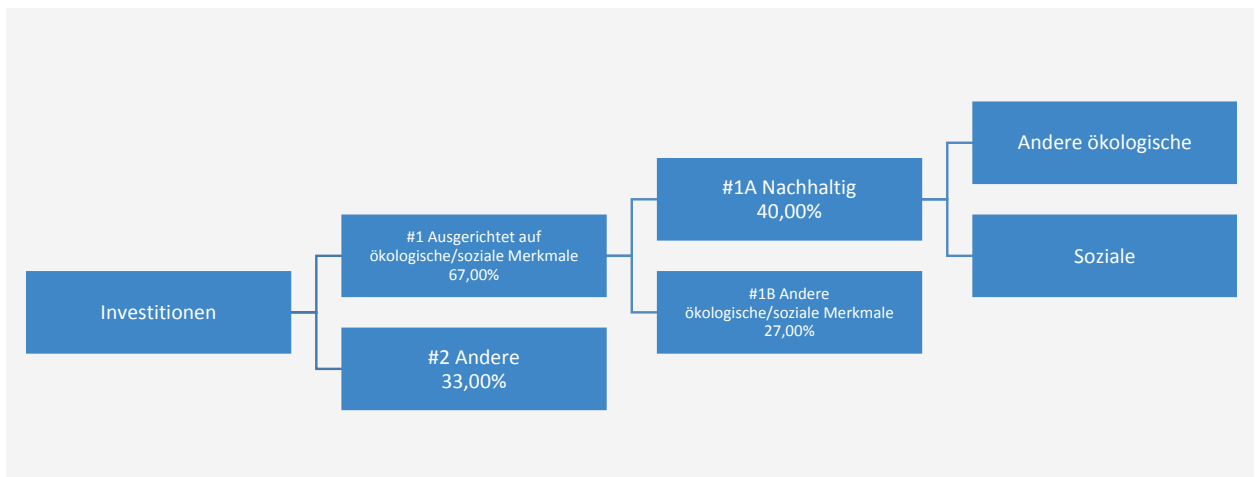 Investitionen
#1 Ausgerichtet auf
ökologische/soziale Merkmale
67,00%
#2 Andere
33,00%
#1A Nachhaltig
40,00%
#1B Andere
ökologische/soziale Merkmale
27,00%
Andere ökologische
Soziale